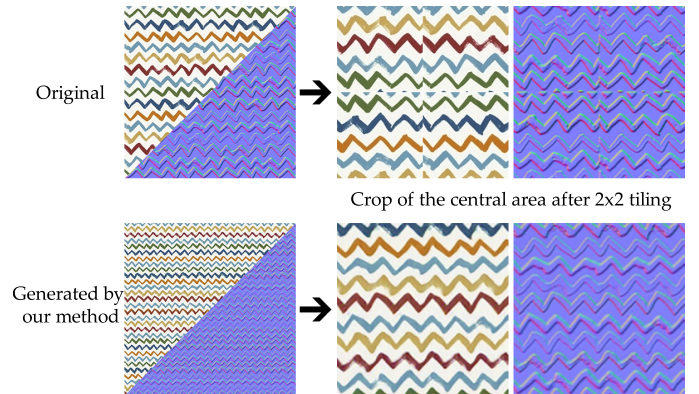 Original
Crop of the central area after 2x2 tiling
Generated by
our method